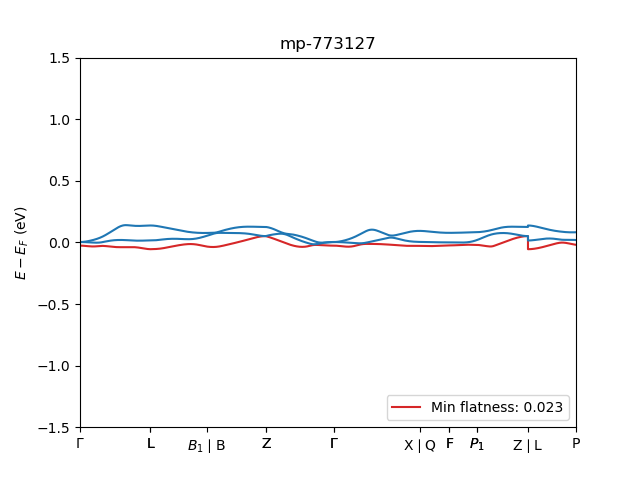 mp-773127
1.5
1.0
0.5
0.0
−0.5
−1.0
−1.5
E − E_F (eV)
Min flatness: 0.023
Γ L B₁ | B Z Γ X | Q F P₁ Z | L P